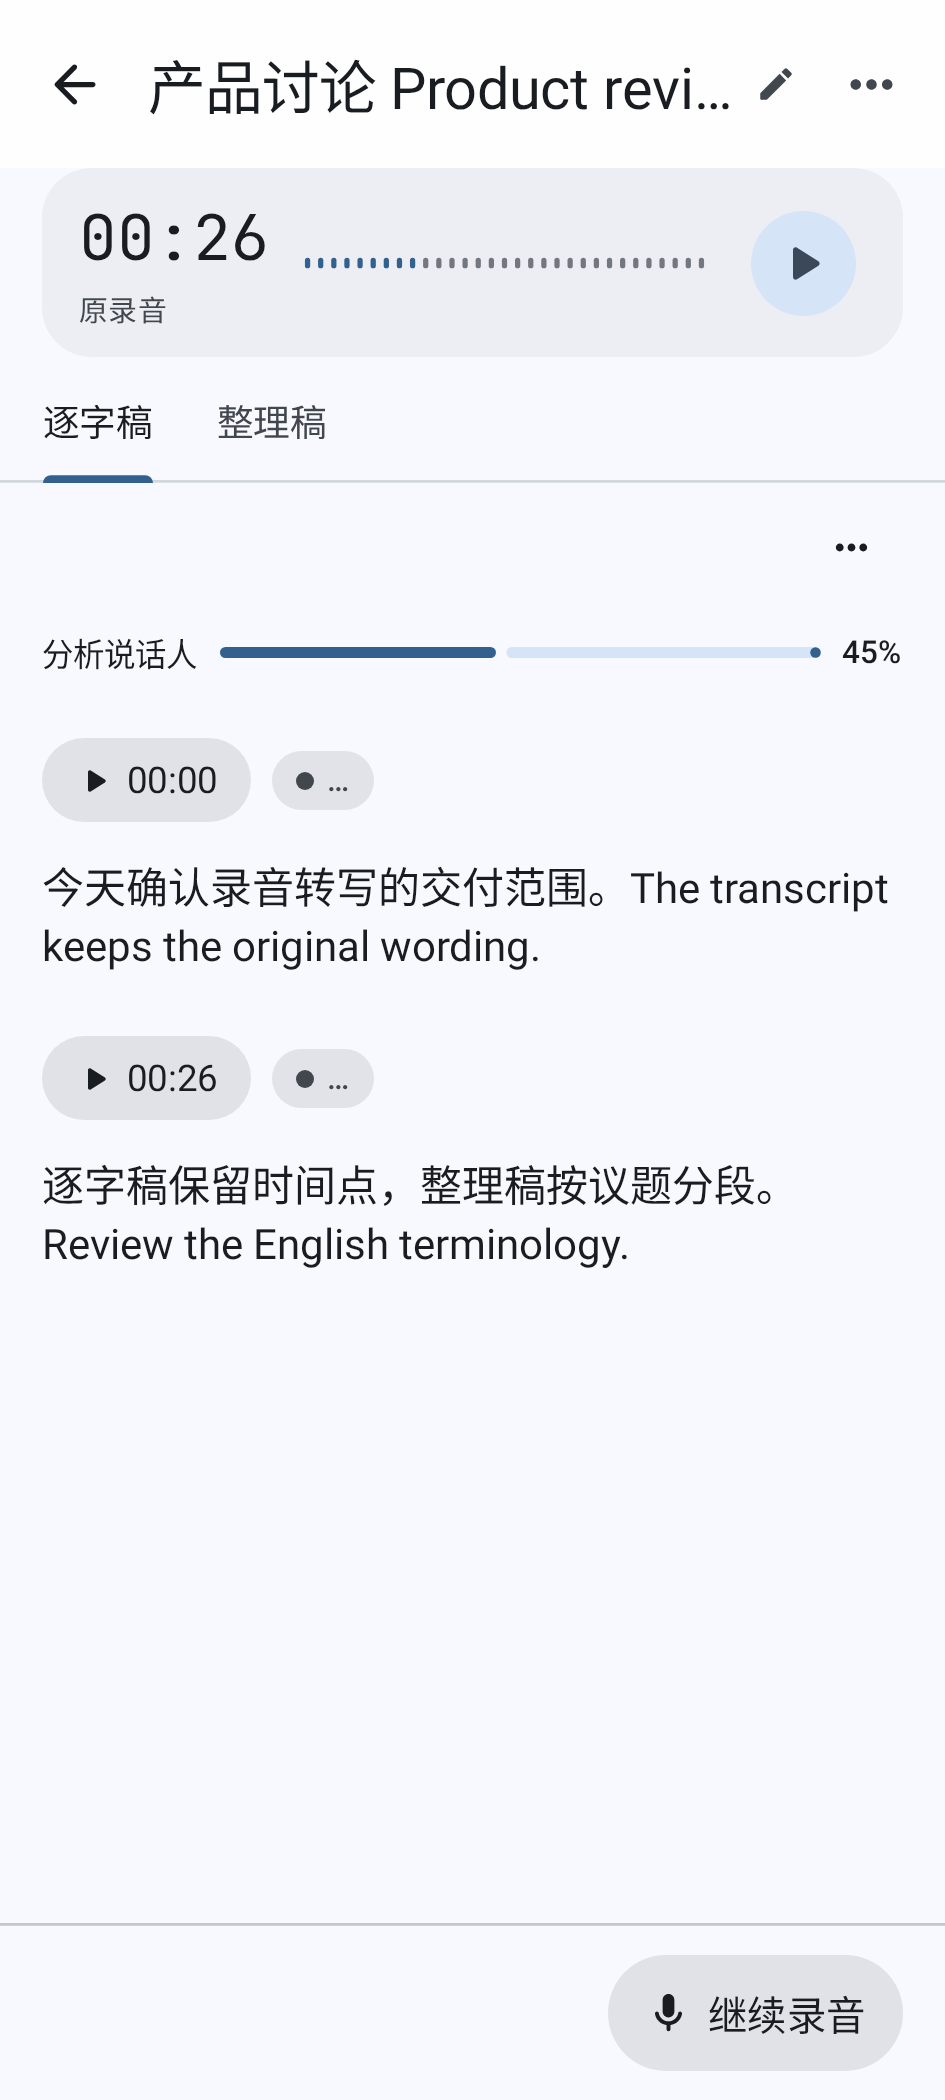 产品讨论 Product revi...
00:26
原录音
逐字稿 整理稿
分析说话人 45%
00:00 ...
今天确认录音转写的交付范围。The transcript
keeps the original wording.
00:26 ...
逐字稿保留时间点，整理稿按议题分段。
Review the English terminology.
继续录音